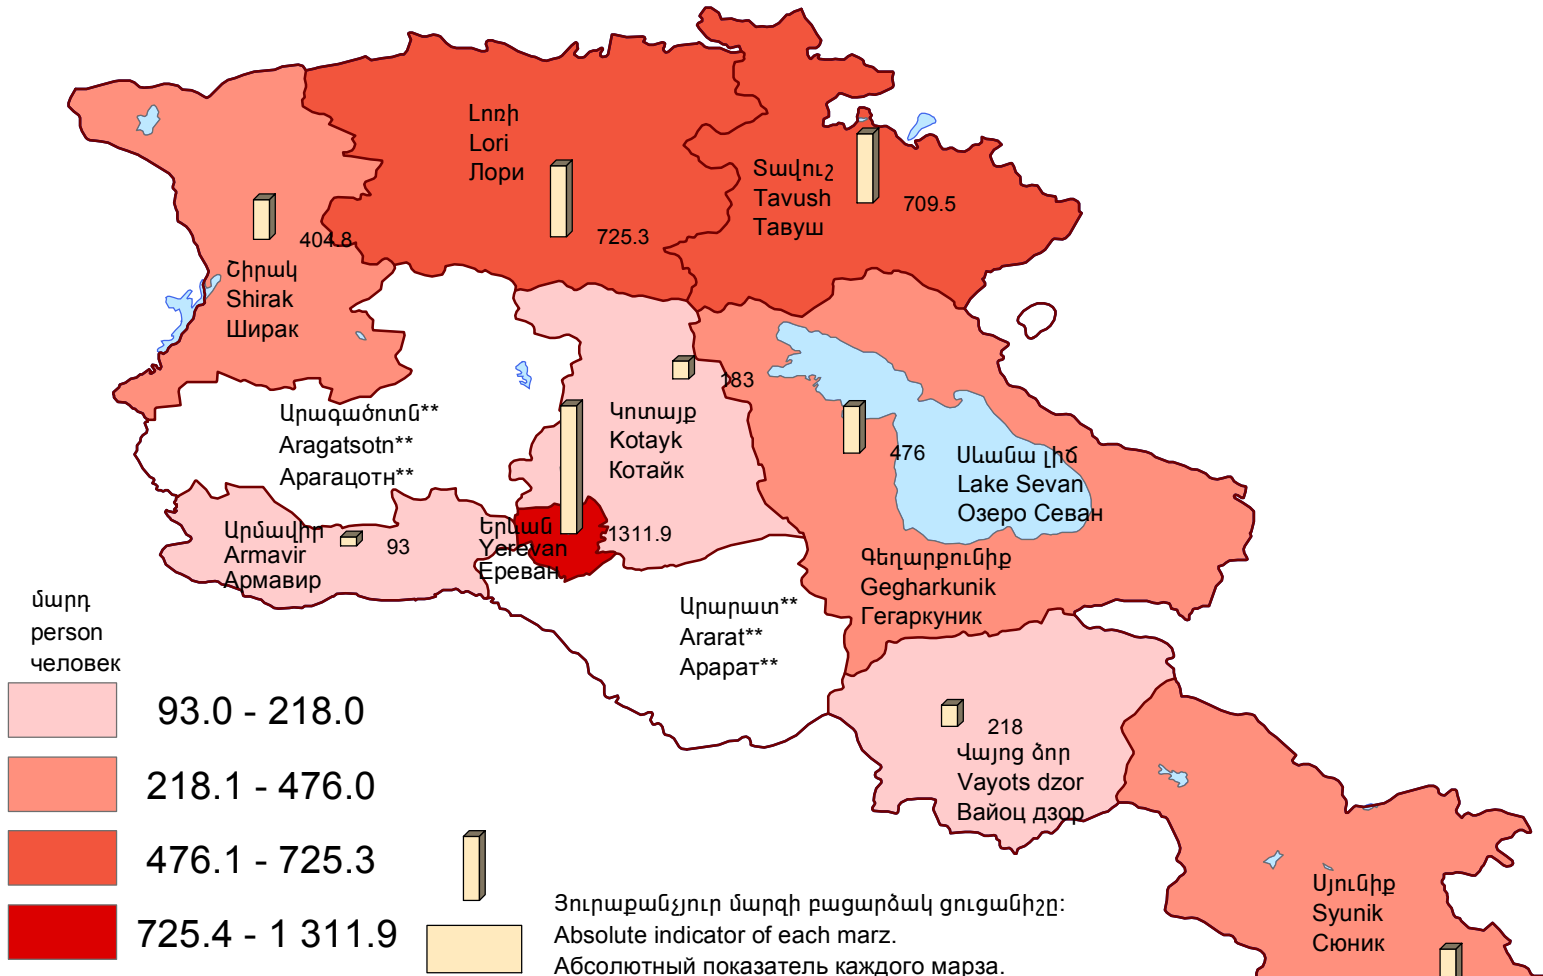 Լոռի
Lori
Лори
Տավուշ
Tavush
Тавуш
709.5
725.3
404.8
Շիրակ
Shirak
Ширак
183
Արագածոտն**
Aragatsotn**
Арагацотн**
Կոտայք
Kotayk
Котайк
476
Սևանա լիճ
Lake Sevan
Озеро Севан
Արմավիր
Armavir
Армавир
93
Երևան
Yerevan
Ереван
1311.9
Գեղարքունիք
Gegharkunik
Гегаркуник
Արարատ**
Ararat**
Арарат**
218
Վայոց ձոր
Vayots dzor
Вайоц дзор
Սյունիք
Syunik
Сюник
մարդ
person
человек
93.0 - 218.0
218.1 - 476.0
476.1 - 725.3
725.4 - 1 311.9
Յուրաքանչյուր մարզի բացարձակ ցուցանիշը:
Absolute indicator of each marz.
Абсолютный показатель каждого марза.